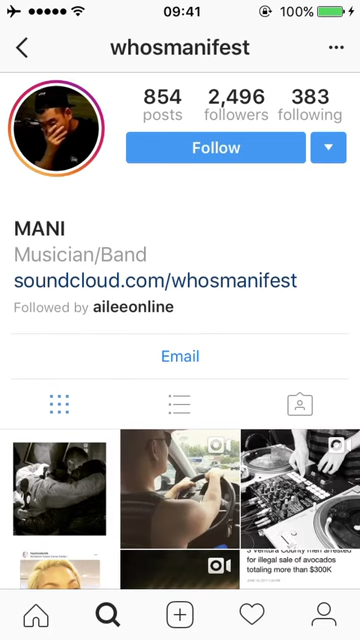 09:41
100%
whosmanifest
854 2,496 383
posts followers following
Follow
MANI
Musician/Band
soundcloud.com/whosmanifest
Followed by aileeonline
Email
3 Ventura County men arrested
for illegal sale of avocados
totaling more than $300K